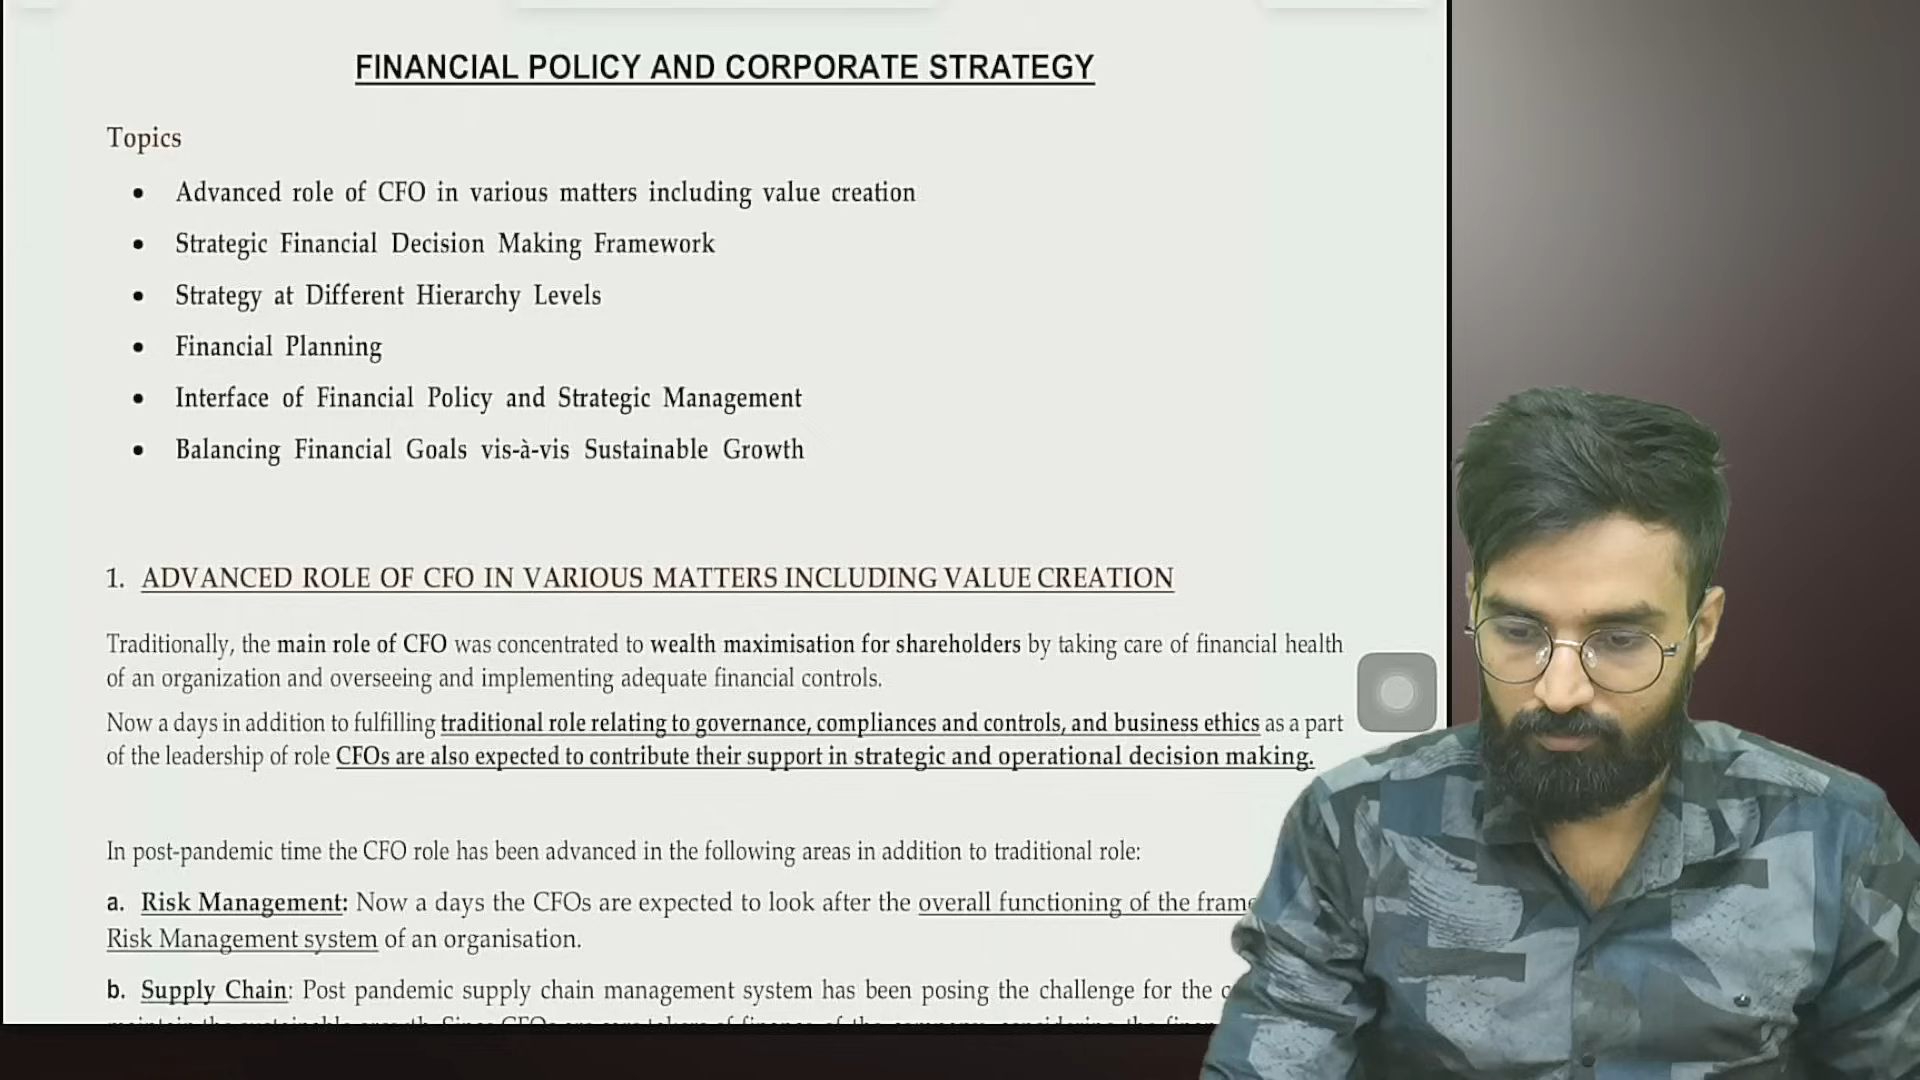 FINANCIAL POLICY AND CORPORATE STRATEGY
Topics
• Advanced role of CFO in various matters including value creation
• Strategic Financial Decision Making Framework
• Strategy at Different Hierarchy Levels
• Financial Planning
• Interface of Financial Policy and Strategic Management
• Balancing Financial Goals vis-à-vis Sustainable Growth
1. ADVANCED ROLE OF CFO IN VARIOUS MATTERS INCLUDING VALUE CREATION
Traditionally, the main role of CFO was concentrated to wealth maximisation for shareholders by taking care of financial health
of an organization and overseeing and implementing adequate financial controls.
Now a days in addition to fulfilling traditional role relating to governance, compliances and controls, and business ethics as a part
of the leadership of role CFOs are also expected to contribute their support in strategic and operational decision making.
In post-pandemic time the CFO role has been advanced in the following areas in addition to traditional role:
a. Risk Management: Now a days the CFOs are expected to look after the overall functioning of the
Risk Management system of an organisation.
b. Supply Chain: Post pandemic supply chain management system has been posing the challenge for the